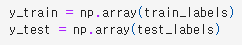 y_train = np.array(train_labels)
y_test = np.array(test_labels)